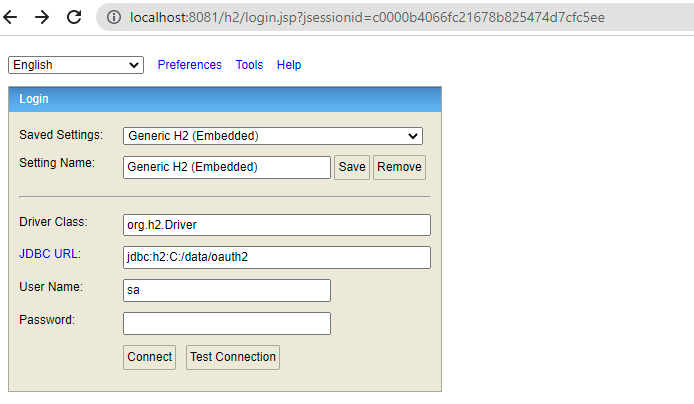 localhost:8081/h2/login.jsp?jsessionid=c0000b4066fc21678b825474d7cfc5ee
English Preferences Tools Help
Login
Saved Settings: Generic H2 (Embedded)
Setting Name: Generic H2 (Embedded) Save Remove
Driver Class: org.h2.Driver
JDBC URL: jdbc:h2:C:/data/oauth2
User Name: sa
Password:
Connect Test Connection